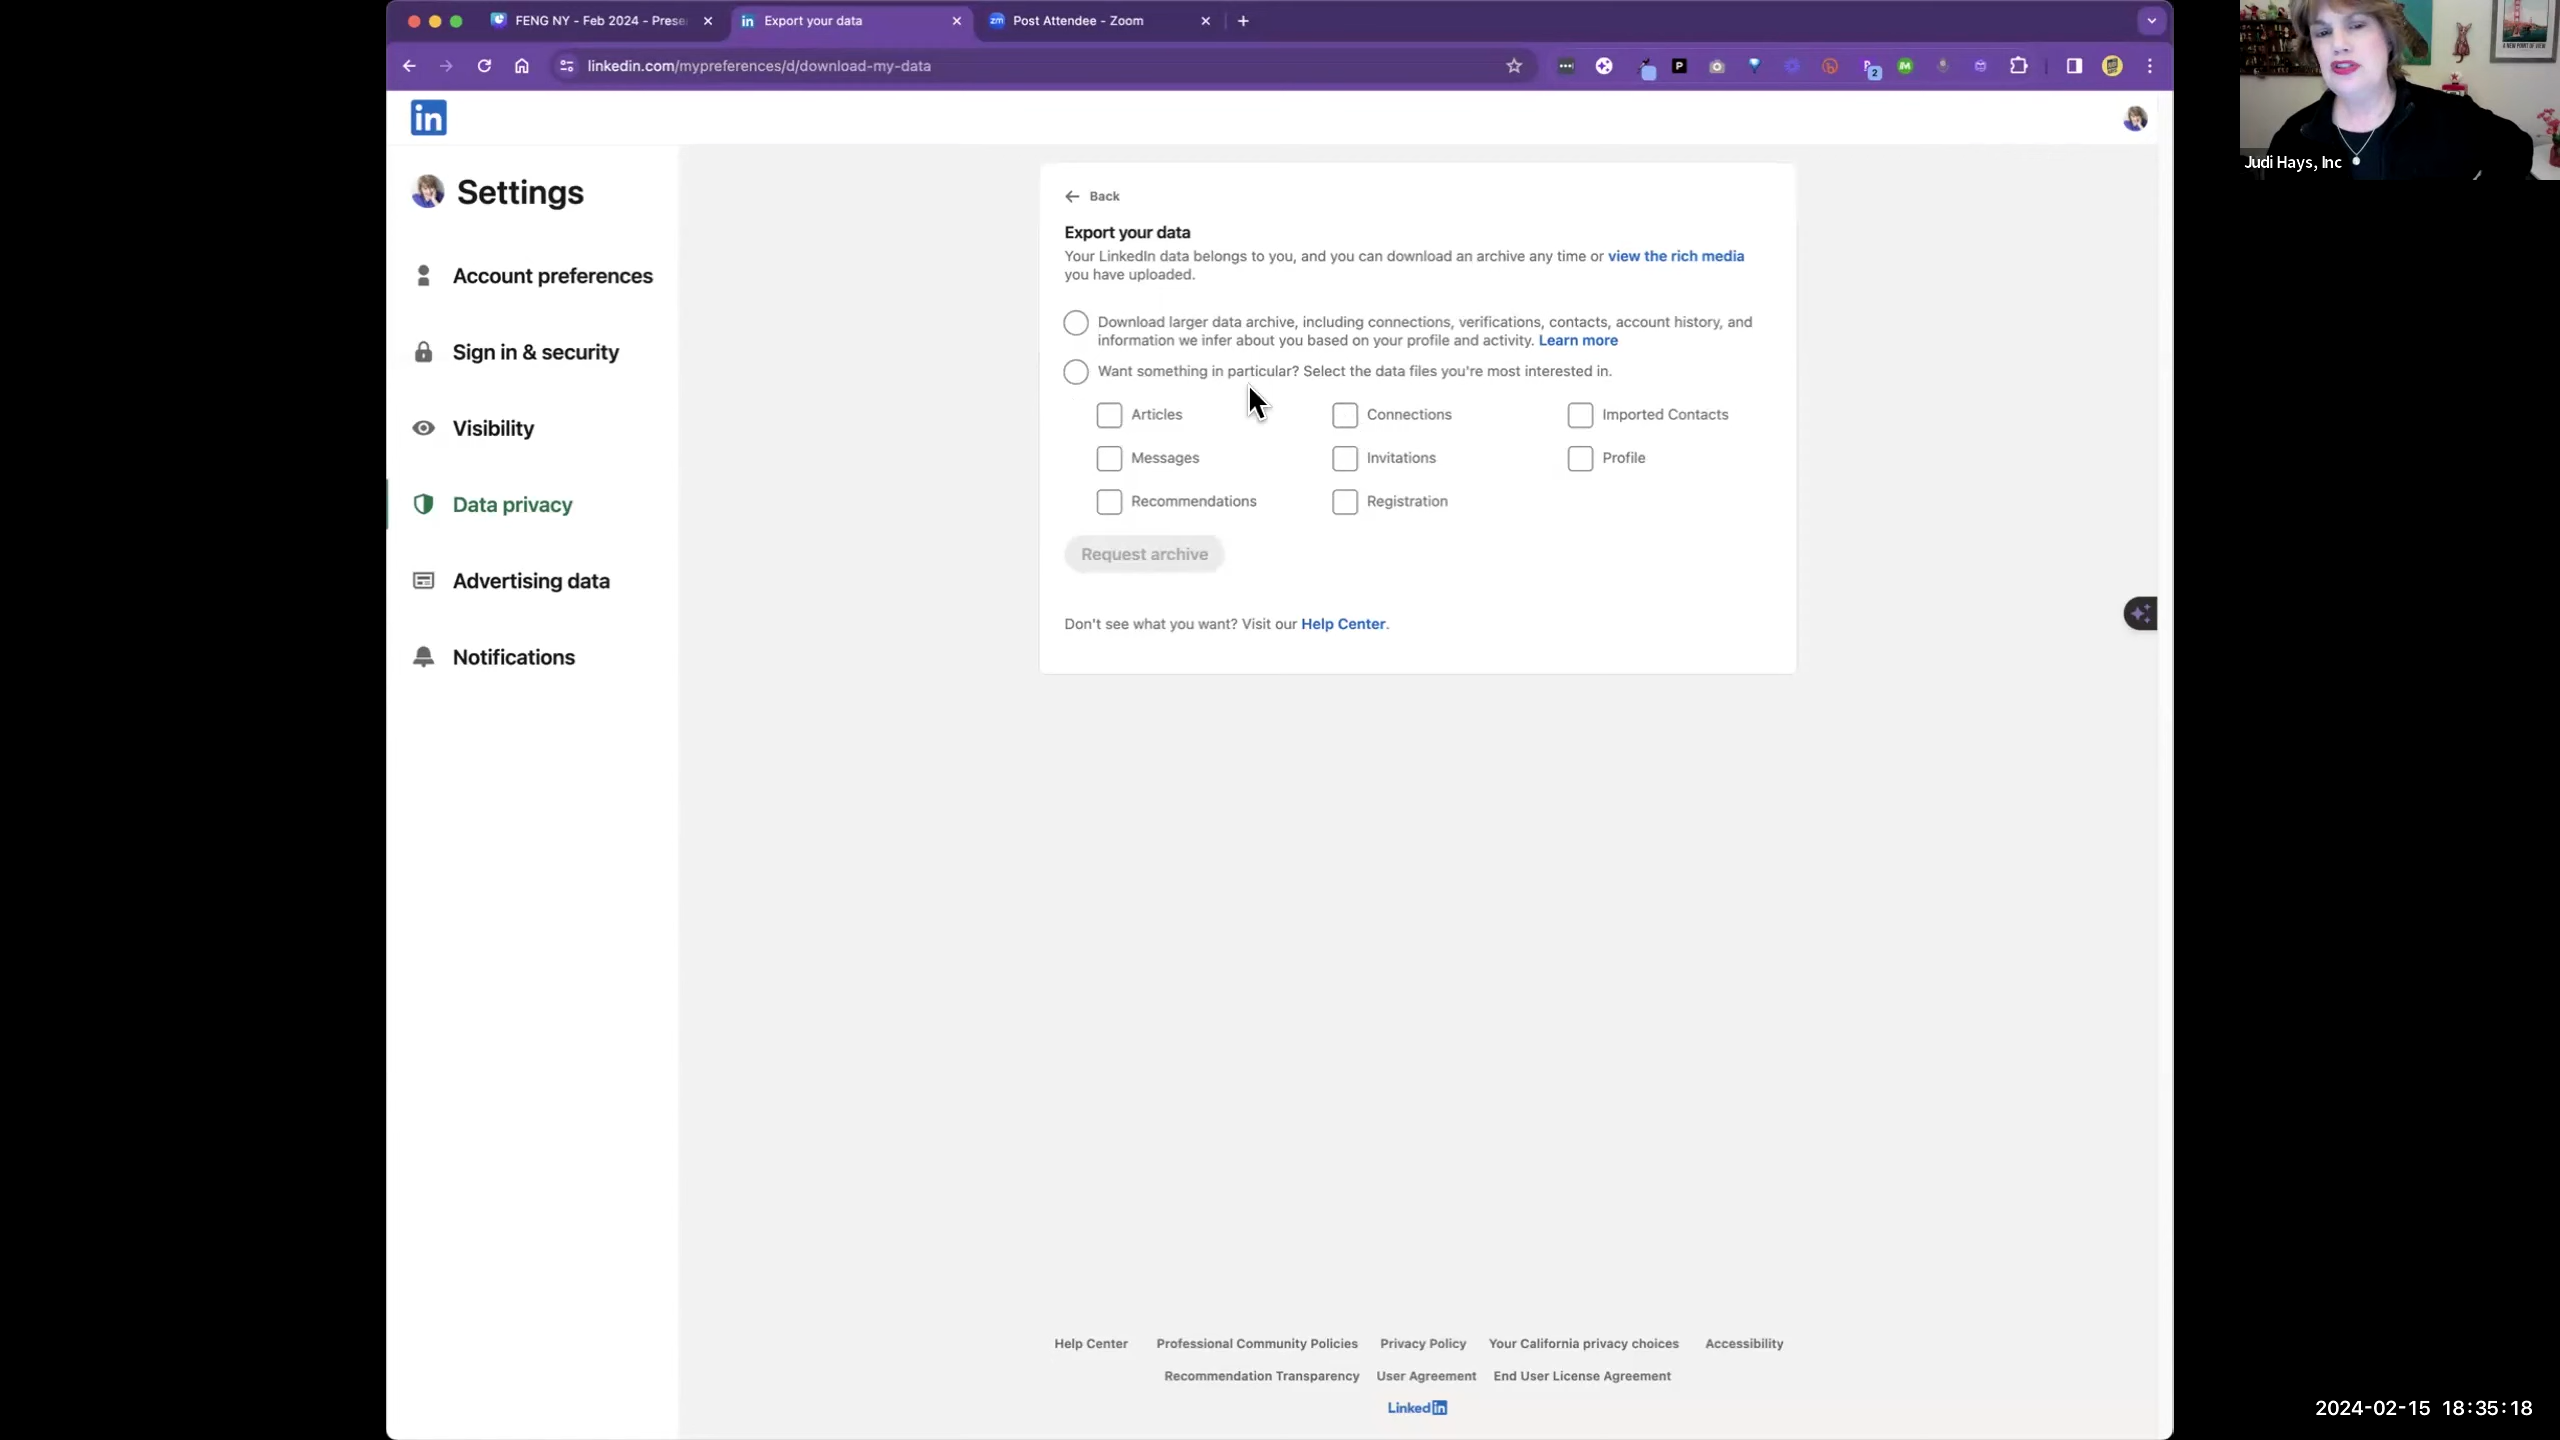 FENG NY - Feb 2024 - Prese
Export your data
Post Attendee - Zoom
linkedin.com/mypreferences/d/download-my-data
Judi Hays, Inc
in
Settings
Account preferences
Sign in & security
Visibility
Data privacy
Advertising data
Notifications
Back
Export your data
Your LinkedIn data belongs to you, and you can download an archive any time or view the rich media
you have uploaded.
Download larger data archive, including connections, verifications, contacts, account history, and
information we infer about you based on your profile and activity. Learn more
Want something in particular? Select the data files you're most interested in.
Articles Connections Imported Contacts
Messages Invitations Profile
Recommendations Registration
Request archive
Don't see what you want? Visit our Help Center.
Help Center Professional Community Policies Privacy Policy Your California privacy choices Accessibility
Recommendation Transparency User Agreement End User License Agreement
LinkedIn
2024-02-15 18:35:18